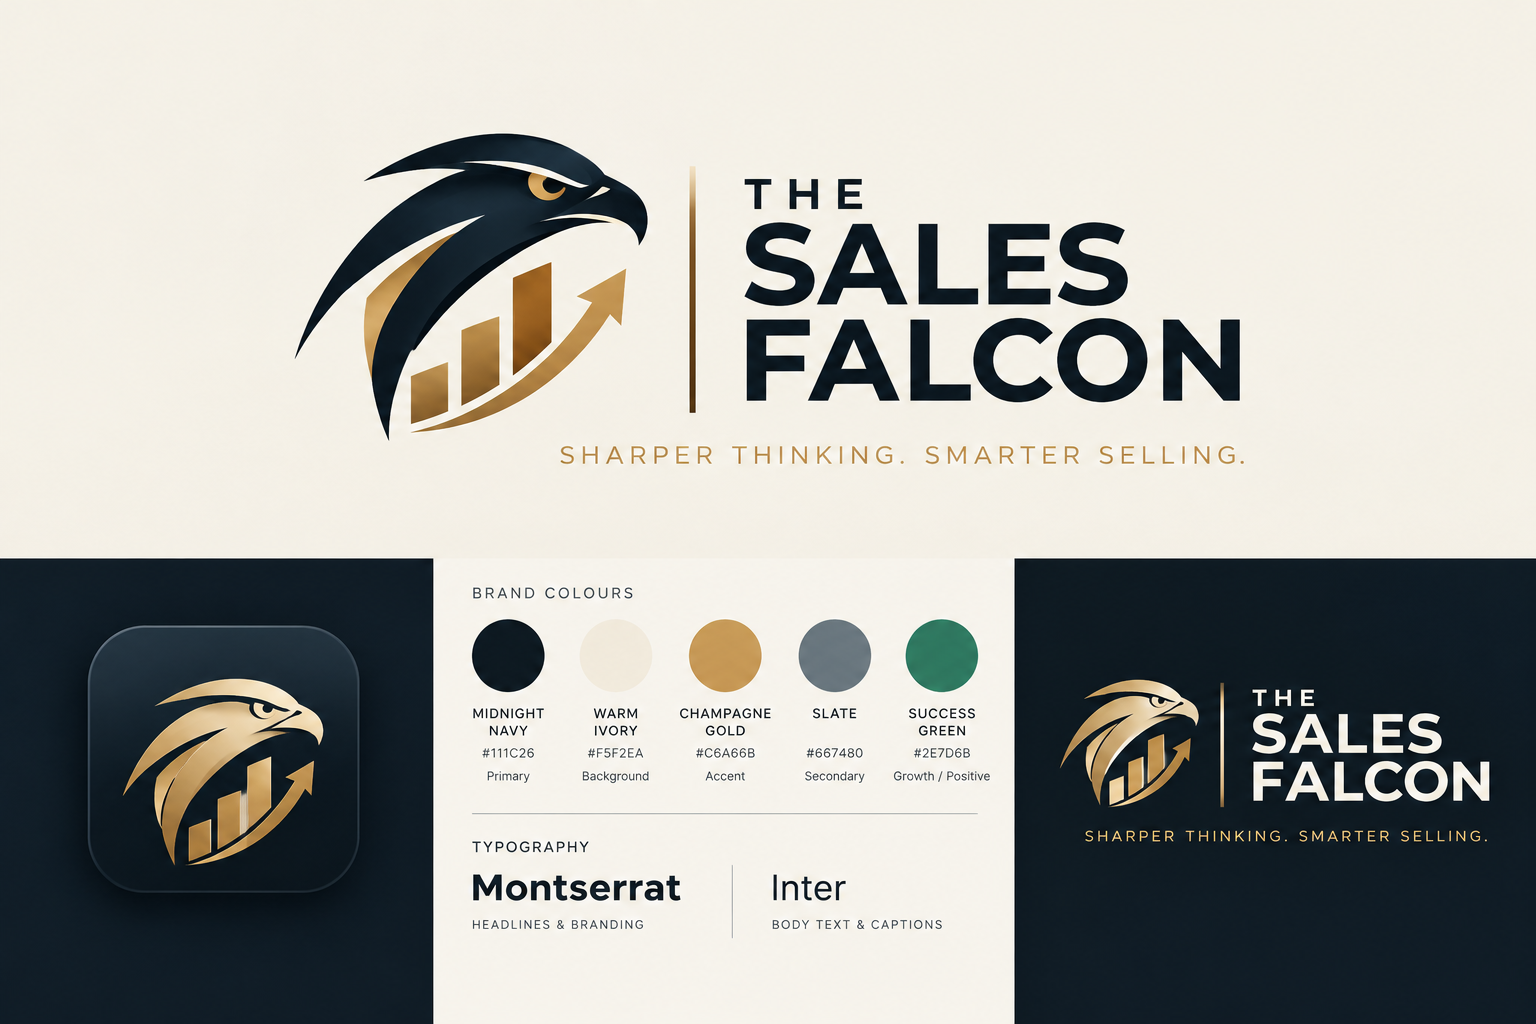 THE
SALES
FALCON
SHARPER THINKING. SMARTER SELLING.
BRAND COLOURS
MIDNIGHT NAVY
#111C26
Primary
WARM IVORY
#F5F2EA
Background
CHAMPAGNE GOLD
#C6A66B
Accent
SLATE
#667480
Secondary
SUCCESS GREEN
#2E7D6B
Growth / Positive
TYPOGRAPHY
Montserrat
HEADLINES & BRANDING
Inter
BODY TEXT & CAPTIONS
THE
SALES
FALCON
SHARPER THINKING. SMARTER SELLING.